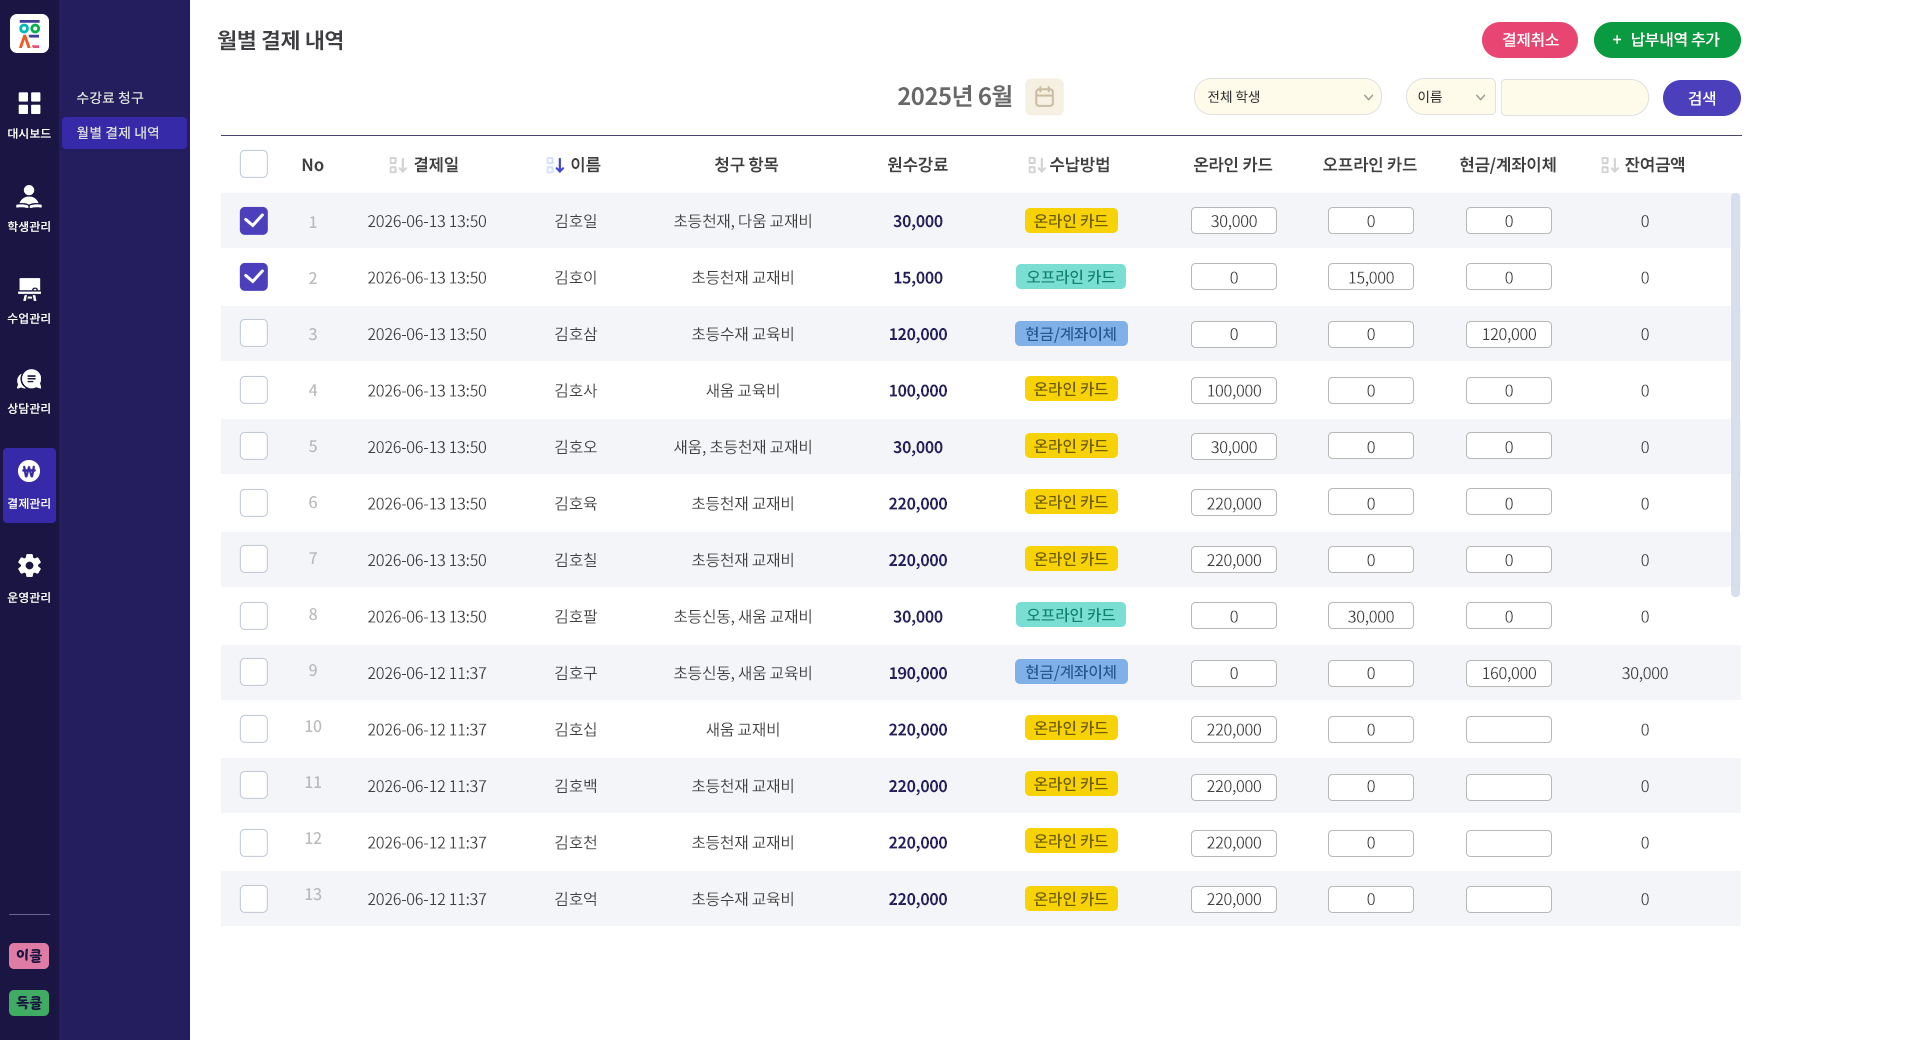 월별 결제 내역
결제취소
+ 납부내역 추가
2025년 6월
전체 학생
이름
검색
대시보드
학생관리
수업관리
상담관리
결제관리
운영관리
이클
독클
수강료 청구
월별 결제 내역
No 결제일 이름 청구 항목 원수강료 수납방법 온라인 카드 오프라인 카드 현금/계좌이체 잔여금액
1 2026-06-13 13:50 김호일 초등천재, 다움 교재비 30,000 온라인 카드 30,000 0 0 0
2 2026-06-13 13:50 김호이 초등천재 교재비 15,000 오프라인 카드 0 15,000 0 0
3 2026-06-13 13:50 김호삼 초등수재 교육비 120,000 현금/계좌이체 0 0 120,000 0
4 2026-06-13 13:50 김호사 새움 교육비 100,000 온라인 카드 100,000 0 0 0
5 2026-06-13 13:50 김호오 새움, 초등천재 교재비 30,000 온라인 카드 30,000 0 0 0
6 2026-06-13 13:50 김호육 초등천재 교재비 220,000 온라인 카드 220,000 0 0 0
7 2026-06-13 13:50 김호칠 초등천재 교재비 220,000 온라인 카드 220,000 0 0 0
8 2026-06-13 13:50 김호팔 초등신동, 새움 교재비 30,000 오프라인 카드 0 30,000 0 0
9 2026-06-12 11:37 김호구 초등신동, 새움 교육비 190,000 현금/계좌이체 0 0 160,000 30,000
10 2026-06-12 11:37 김호십 새움 교재비 220,000 온라인 카드 220,000 0 0
11 2026-06-12 11:37 김호백 초등천재 교재비 220,000 온라인 카드 220,000 0 0
12 2026-06-12 11:37 김호천 초등천재 교재비 220,000 온라인 카드 220,000 0 0
13 2026-06-12 11:37 김호억 초등수재 교육비 220,000 온라인 카드 220,000 0 0